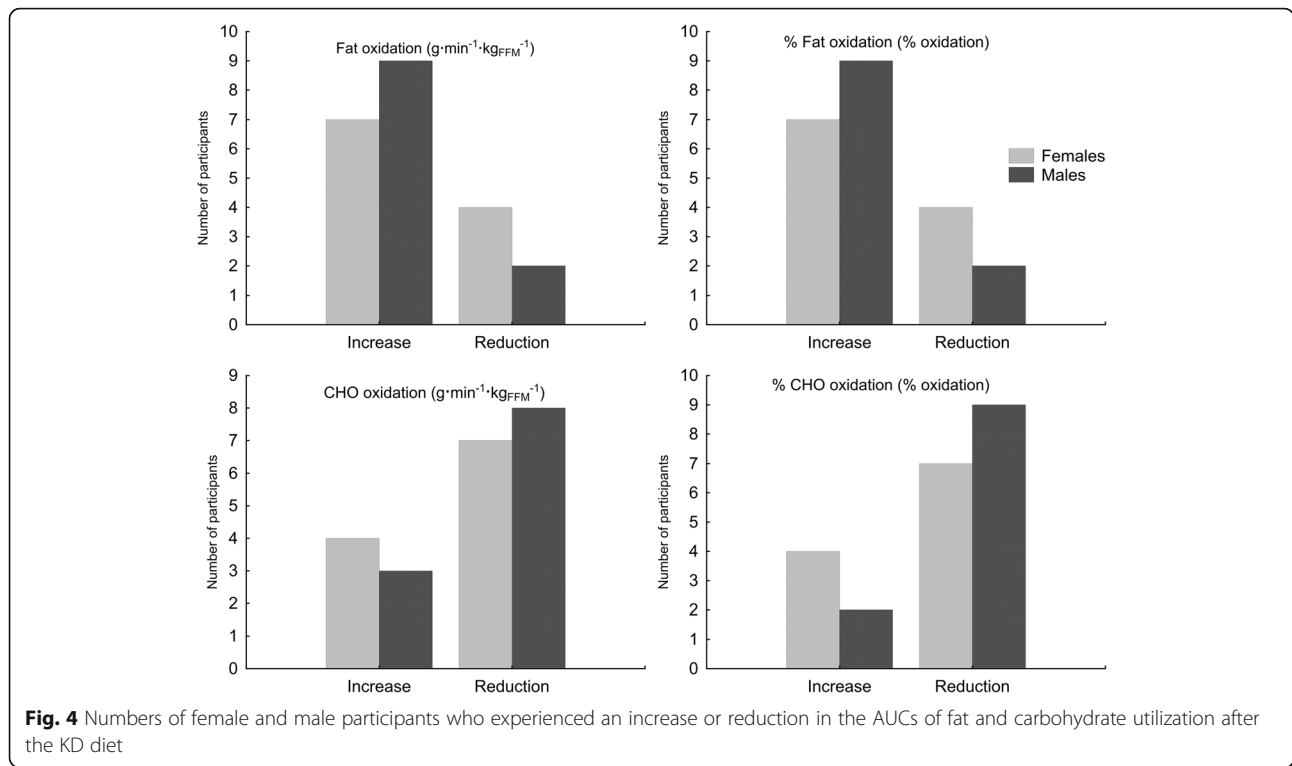 Fat oxidation (g·min⁻¹·kg_FFM⁻¹)
Number of participants
10
9
8
7
6
5
4
3
2
1
0
Increase Reduction
% Fat oxidation (% oxidation)
Number of participants
10
9
8
7
6
5
4
3
2
1
0
Increase Reduction
Females
Males
CHO oxidation (g·min⁻¹·kg_FFM⁻¹)
Number of participants
9
8
7
6
5
4
3
2
1
0
Increase Reduction
% CHO oxidation (% oxidation)
Number of participants
10
9
8
7
6
5
4
3
2
1
0
Increase Reduction
Fig. 4 Numbers of female and male participants who experienced an increase or reduction in the AUCs of fat and carbohydrate utilization after
the KD diet